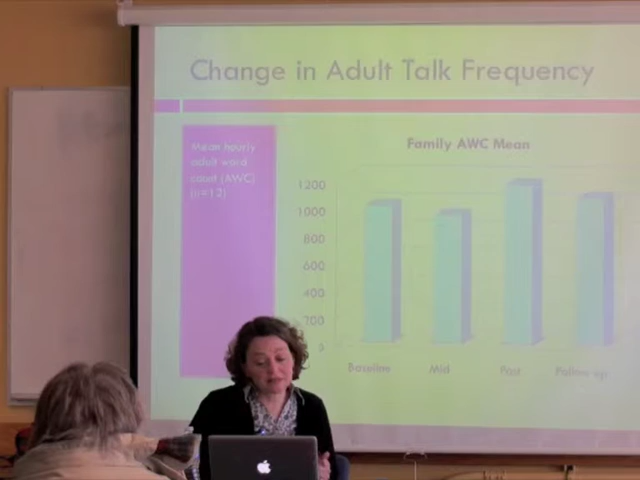 Change in Adult Talk Frequency
Mean hourly
adult word
count (AWC)
(n=12)
Family AWC Mean
1200
1000
800
600
400
200
0
Baseline Mid Post Follow up